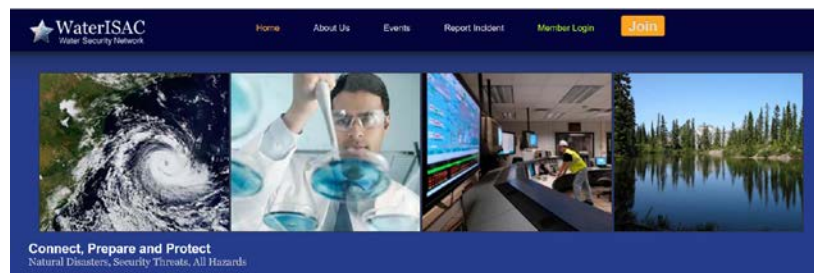 WaterISAC
Water Security Network
Home About Us Events Report Incident Member Login Join
Connect, Prepare and Protect
Natural Disasters, Security Threats, All Hazards